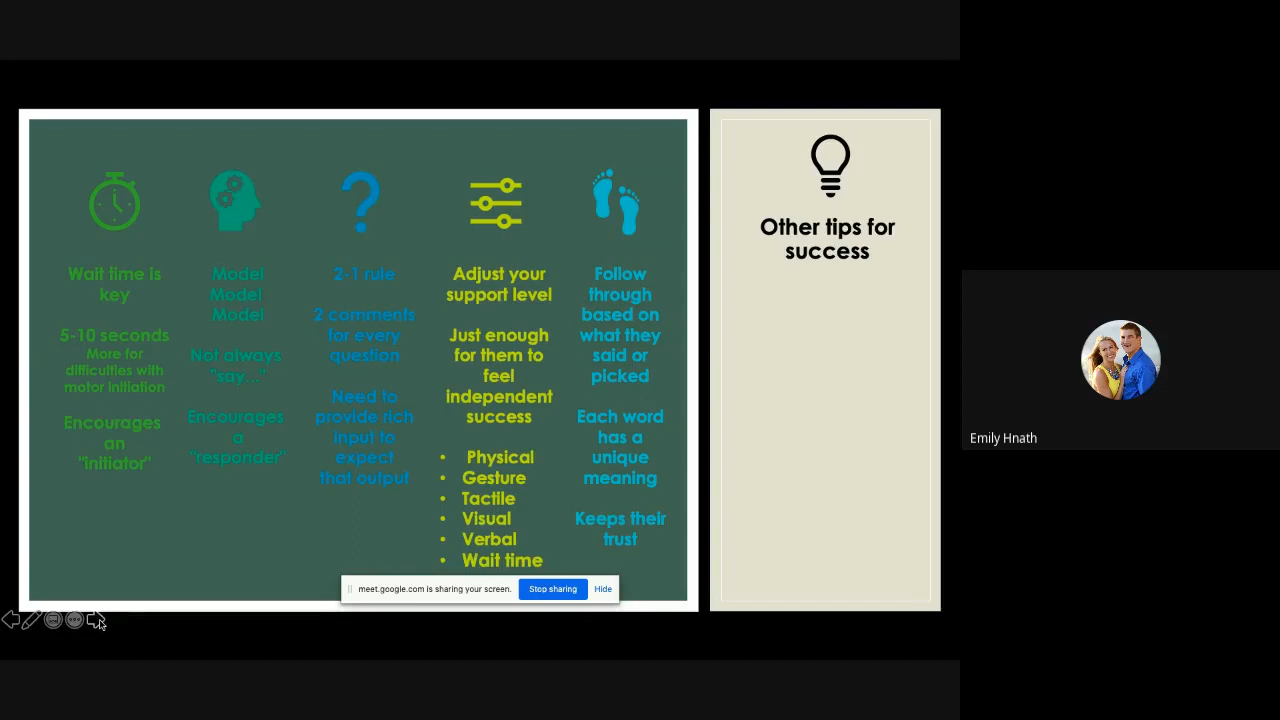 Wait time is
key
5-10 seconds
More for
difficulties with
motor initiation
Encourages
an
"initiator"
Model
Model
Model
Not always
"say..."
Encourages
a
"responder"
2-1 rule
2 comments
for every
question
Need to
provide rich
input to
expect
that output
Adjust your
support level
Just enough
for them to
feel
independent
success
• Physical
• Gesture
• Tactile
• Visual
• Verbal
• Wait time
Follow
through
based on
what they
said or
picked
Each word
has a
unique
meaning
Keeps their
trust
Other tips for
success
meet.google.com is sharing your screen. Stop sharing Hide
Emily Hnath